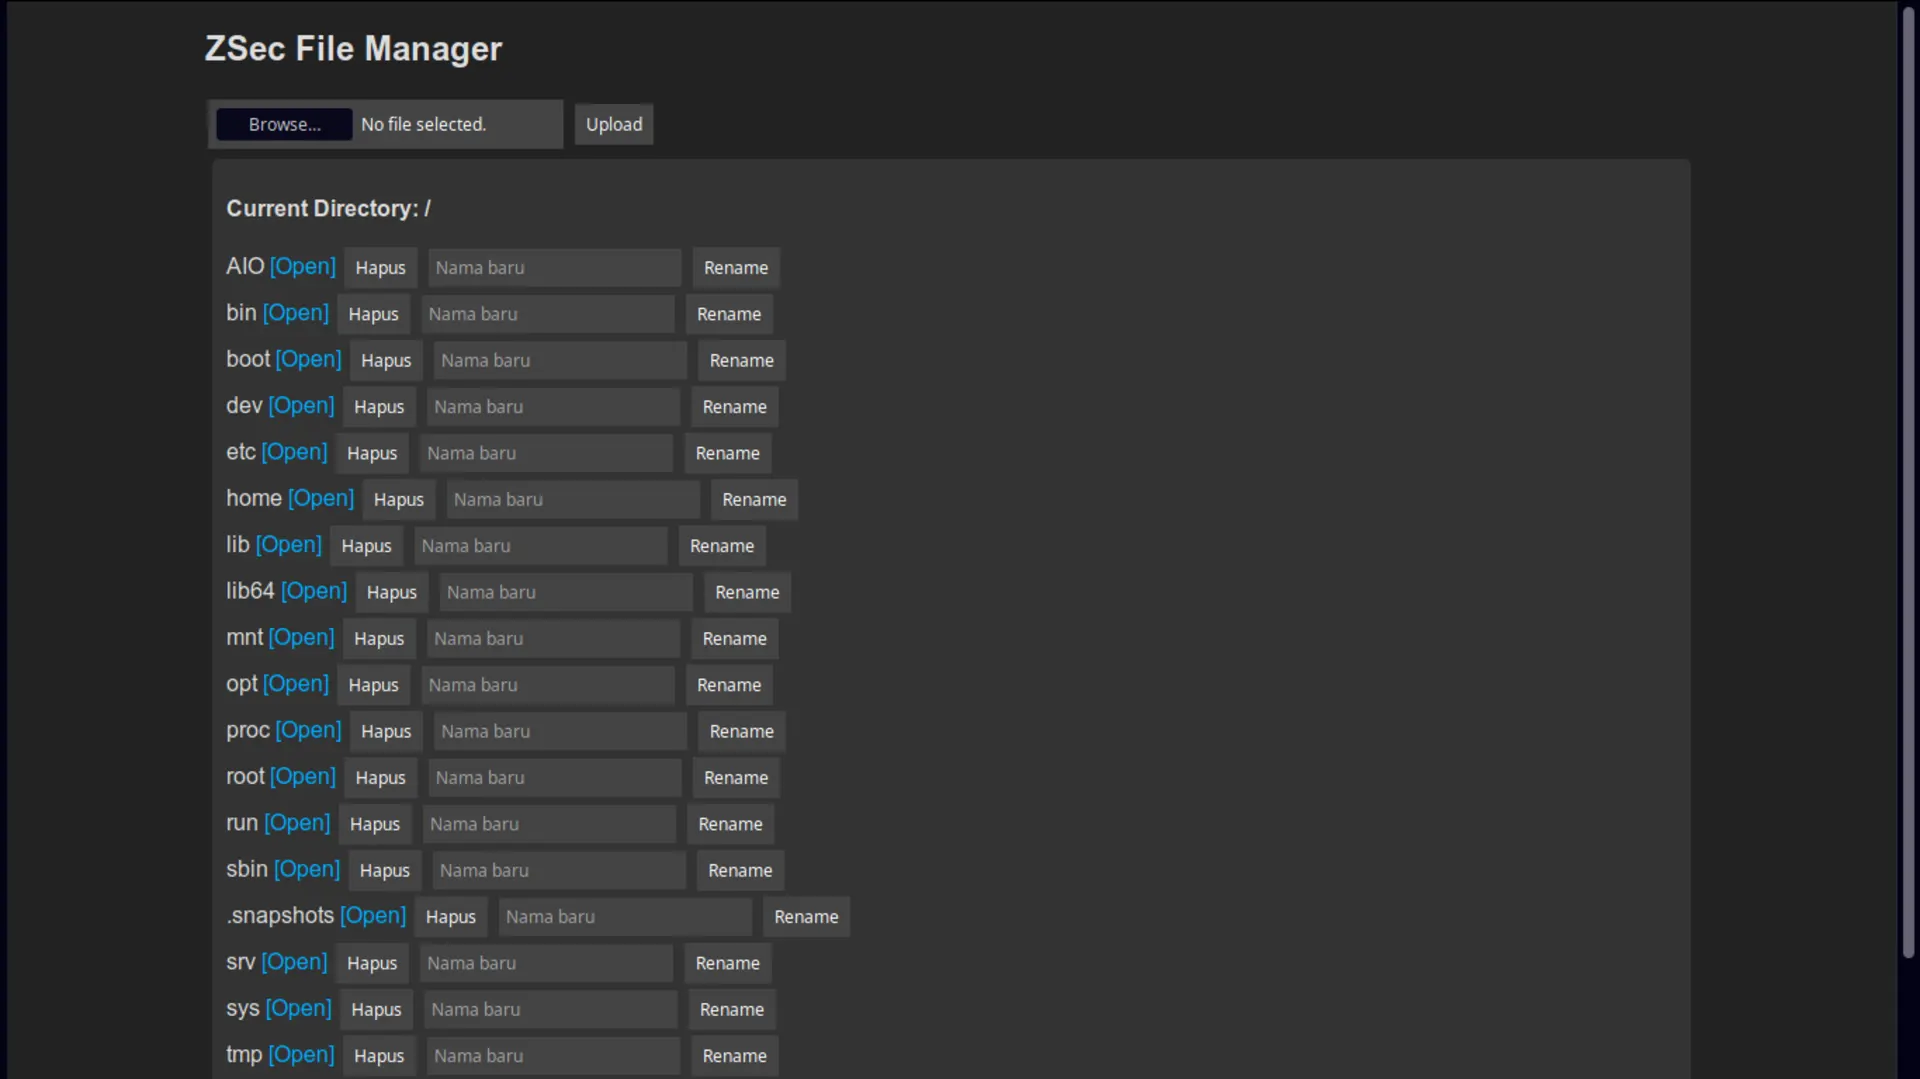 ZSec File Manager
Browse... No file selected. Upload
Current Directory: /
AIO [Open] Hapus Nama baru Rename
bin [Open] Hapus Nama baru Rename
boot [Open] Hapus Nama baru Rename
dev [Open] Hapus Nama baru Rename
etc [Open] Hapus Nama baru Rename
home [Open] Hapus Nama baru Rename
lib [Open] Hapus Nama baru Rename
lib64 [Open] Hapus Nama baru Rename
mnt [Open] Hapus Nama baru Rename
opt [Open] Hapus Nama baru Rename
proc [Open] Hapus Nama baru Rename
root [Open] Hapus Nama baru Rename
run [Open] Hapus Nama baru Rename
sbin [Open] Hapus Nama baru Rename
.snapshots [Open] Hapus Nama baru Rename
srv [Open] Hapus Nama baru Rename
sys [Open] Hapus Nama baru Rename
tmp [Open] Hapus Nama baru Rename